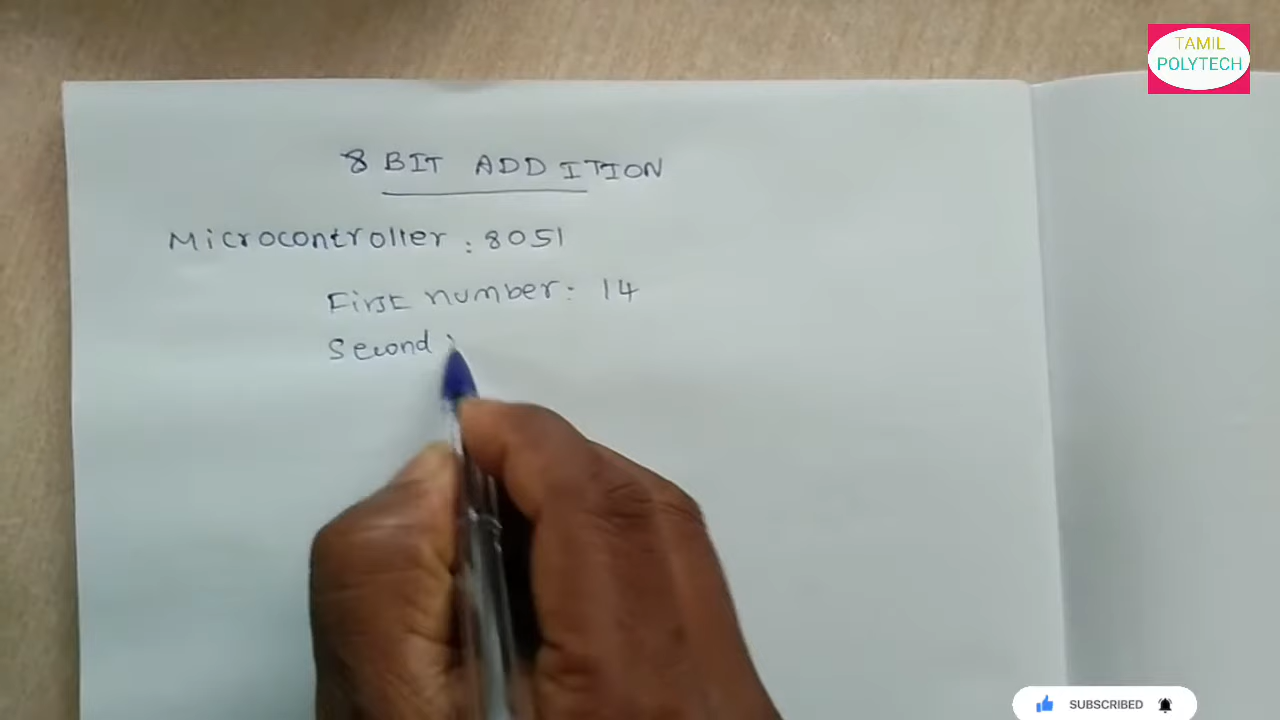 TAMIL
POLYTECH
8 BIT ADDITION
Microcontroller : 8051
First number : 14
Second
SUBSCRIBED